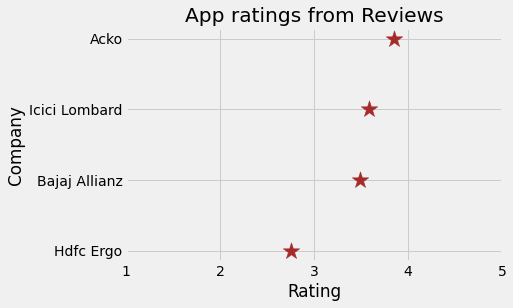 App ratings from Reviews
Acko
Icici Lombard
Bajaj Allianz
Hdfc Ergo
Company
1 2 3 4 5
Rating